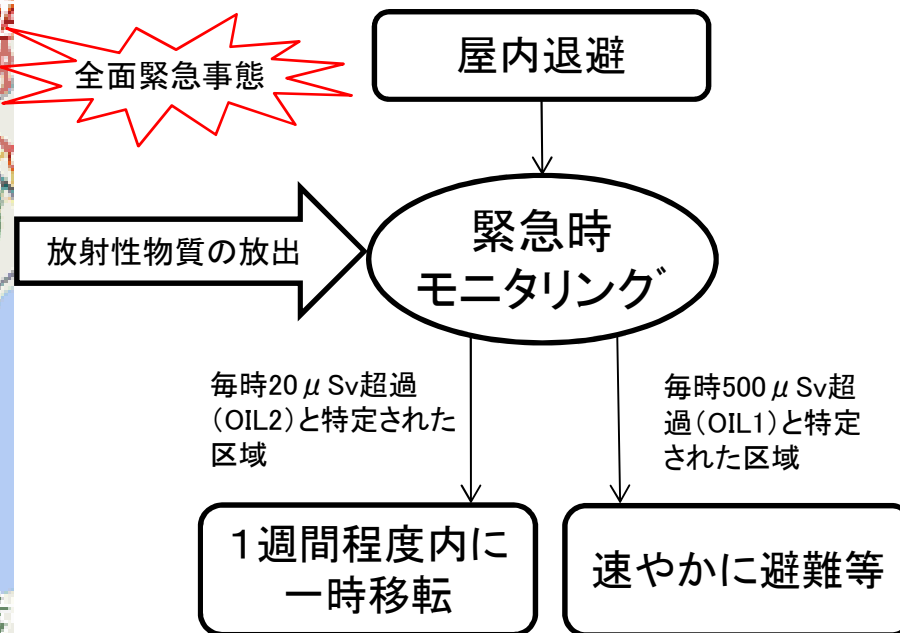 全面緊急事態
屋内退避
放射性物質の放出
緊急時
モニタリング
毎時20μSv超過
(OIL2)と特定された
区域
毎時500μSv超
過(OIL1)と特定
された区域
1週間程度内に
一時移転
速やかに避難等